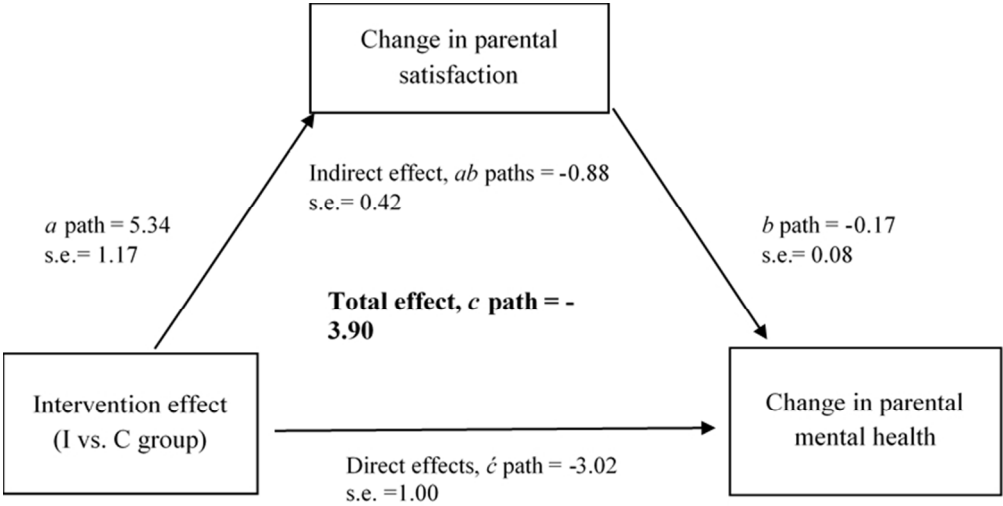 Change in parental
satisfaction
Indirect effect, ab paths = -0.88
s.e.= 0.42
a path = 5.34
s.e.= 1.17
b path = -0.17
s.e.= 0.08
Total effect, c path = -
3.90
Intervention effect
(I vs. C group)
Change in parental
mental health
Direct effects, ć path = -3.02
s.e. =1.00